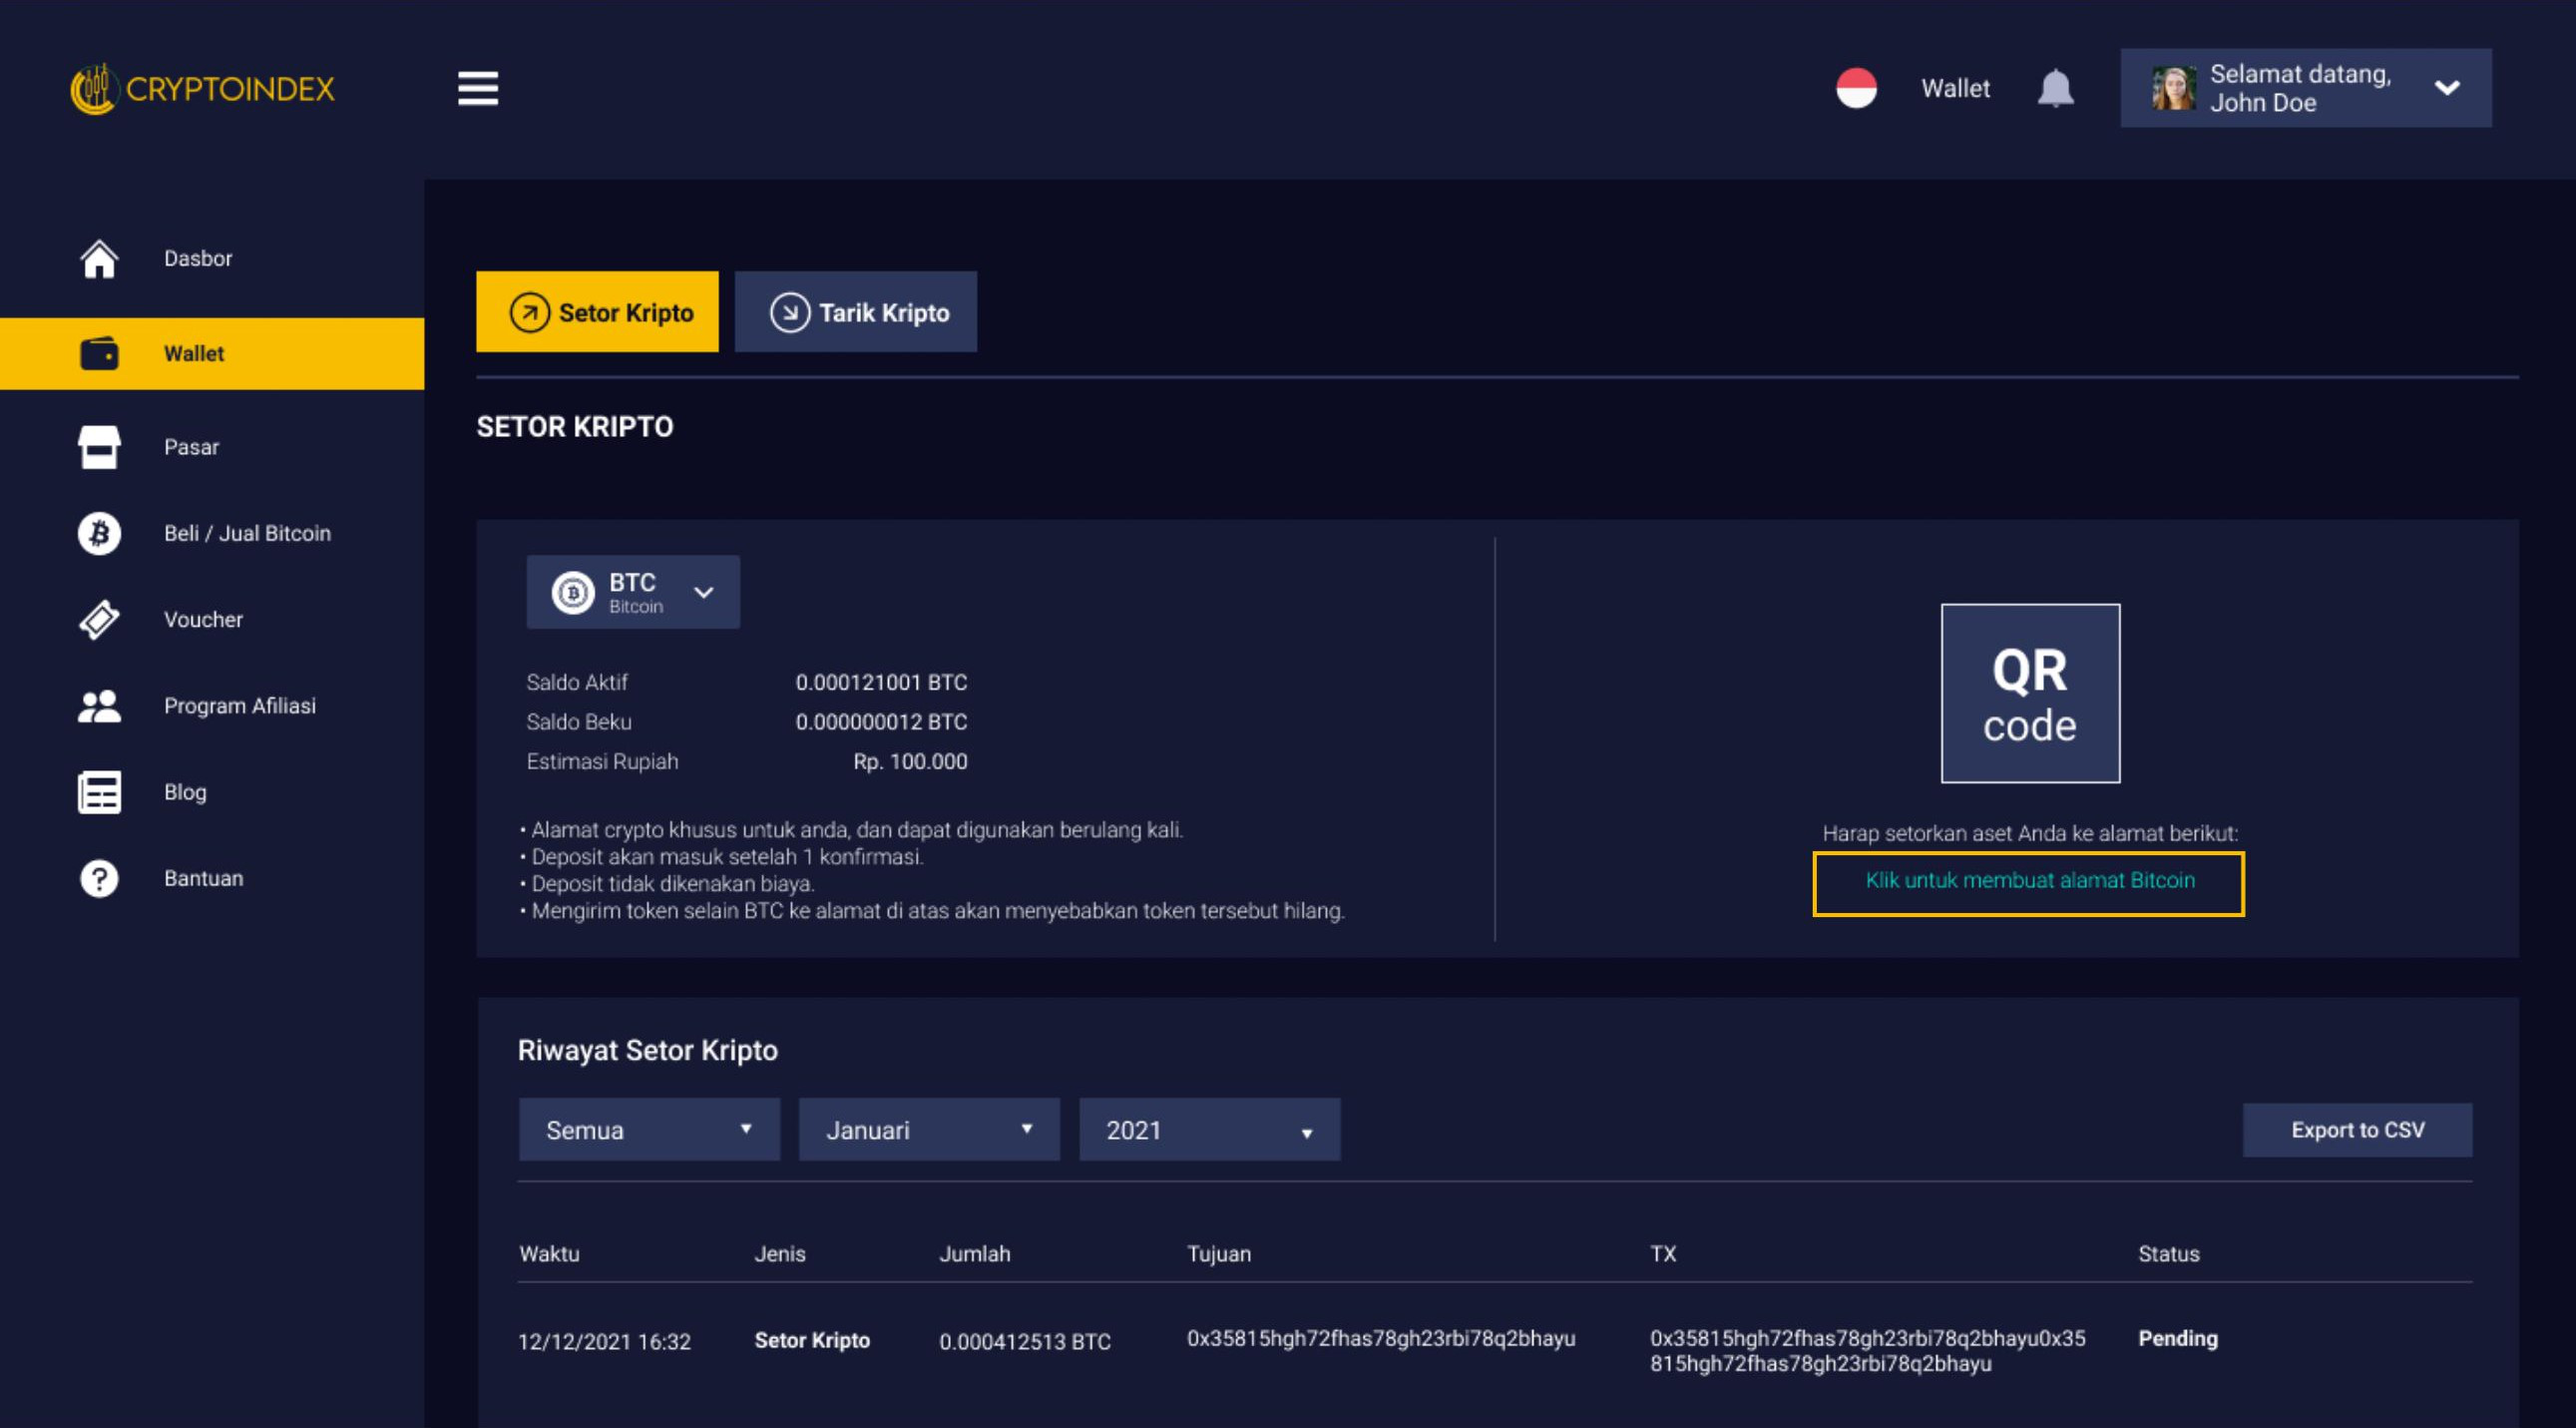 CRYPTOINDEX
Wallet
Selamat datang,
John Doe
Dasbor
Wallet
Pasar
Beli / Jual Bitcoin
Voucher
Program Afiliasi
Blog
Bantuan
Setor Kripto
Tarik Kripto
SETOR KRIPTO
BTC
Bitcoin
Saldo Aktif 0.000121001 BTC
Saldo Beku 0.000000012 BTC
Estimasi Rupiah Rp. 100.000
• Alamat crypto khusus untuk anda, dan dapat digunakan berulang kali.
• Deposit akan masuk setelah 1 konfirmasi.
• Deposit tidak dikenakan biaya.
• Mengirim token selain BTC ke alamat di atas akan menyebabkan token tersebut hilang.
QR
code
Harap setorkan aset Anda ke alamat berikut:
Klik untuk membuat alamat Bitcoin
Riwayat Setor Kripto
Semua
Januari
2021
Export to CSV
Waktu Jenis Jumlah Tujuan TX Status
12/12/2021 16:32 Setor Kripto 0.000412513 BTC 0x35815hgh72fhas78gh23rbi78q2bhayu 0x35815hgh72fhas78gh23rbi78q2bhayu0x35 Pending
815hgh72fhas78gh23rbi78q2bhayu